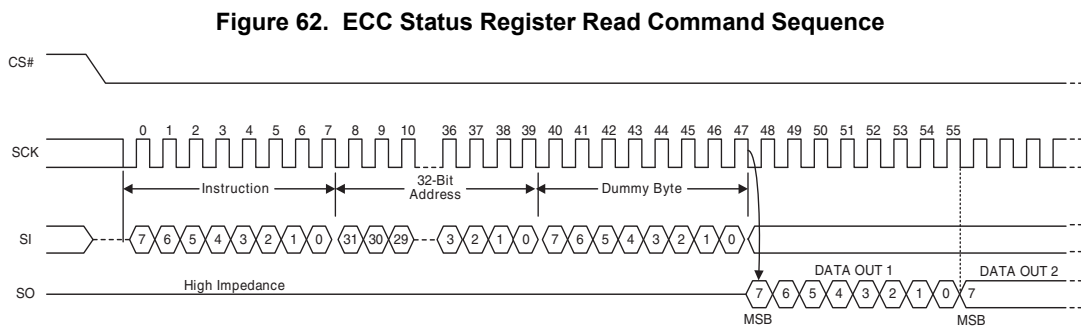 Figure 62. ECC Status Register Read Command Sequence
CS#
0 1 2 3 4 5 6 7 8 9 10 36 37 38 39 40 41 42 43 44 45 46 47 48 49 50 51 52 53 54 55
SCK
Instruction 32-Bit Address Dummy Byte
SI 7 6 5 4 3 2 1 0 31 30 29 3 2 1 0 7 6 5 4 3 2 1 0
DATA OUT 1 DATA OUT 2
SO High Impedance 7 6 5 4 3 2 1 0 7
MSB MSB